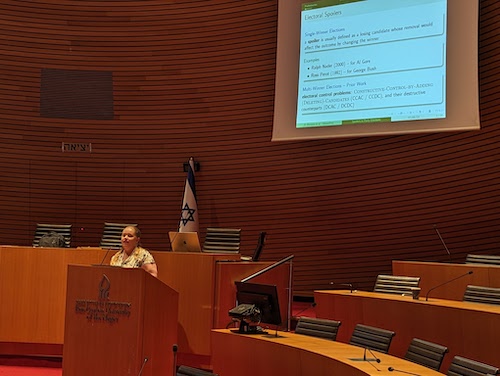 Electoral Spoilers
Single-Winner Elections
a spoiler is usually defined as a losing candidate whose removal would
affect the outcome by changing the winner.
Examples
Ralph Nader (2000) – for Al Gore
Ross Perot (1992) – for George Bush
Multi-Winner Elections – Prior Work
electoral control problems: CONSTRUCTIVE-CONTROL-BY-ADDING
(DELETING)-CANDIDATES (CCAC / CCDC), and their destructive
counterparts (DCAC / DCDC)
יציאה